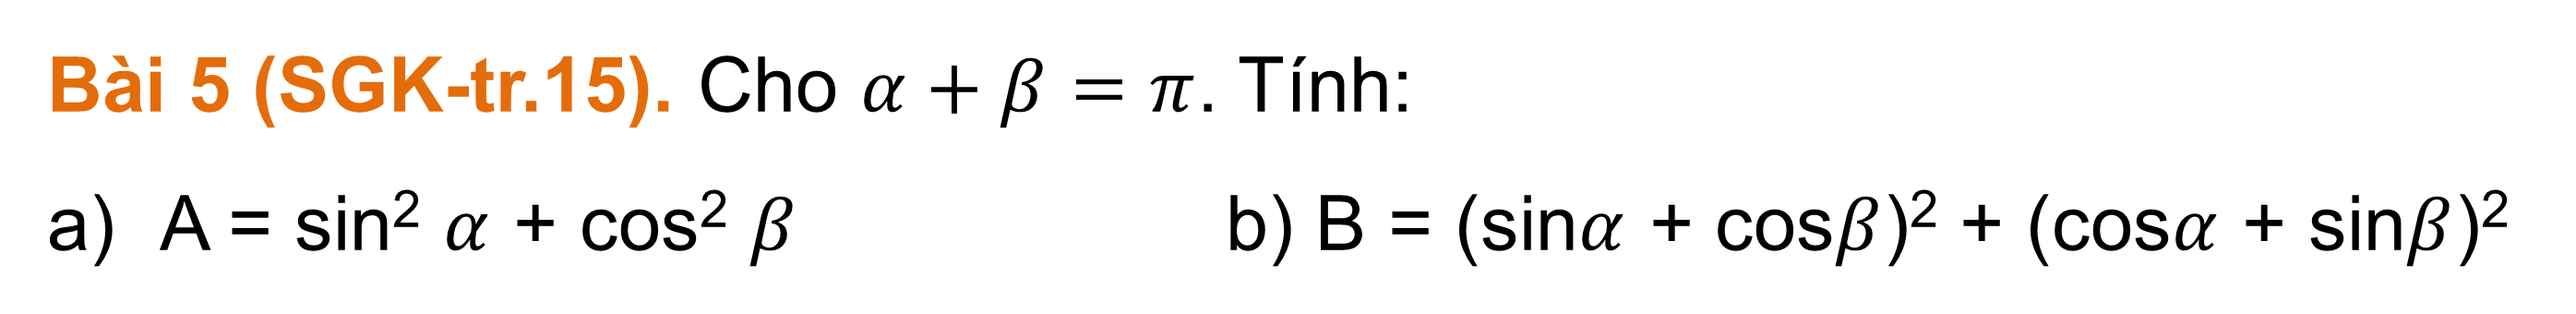 Bài 5 (SGK-tr.15). Cho 𝛼 + 𝛽 = 𝜋. Tính:
a) A = sin² 𝛼 + cos² 𝛽 b) B = (sin𝛼 + cos𝛽)² + (cos𝛼 + sin𝛽)²